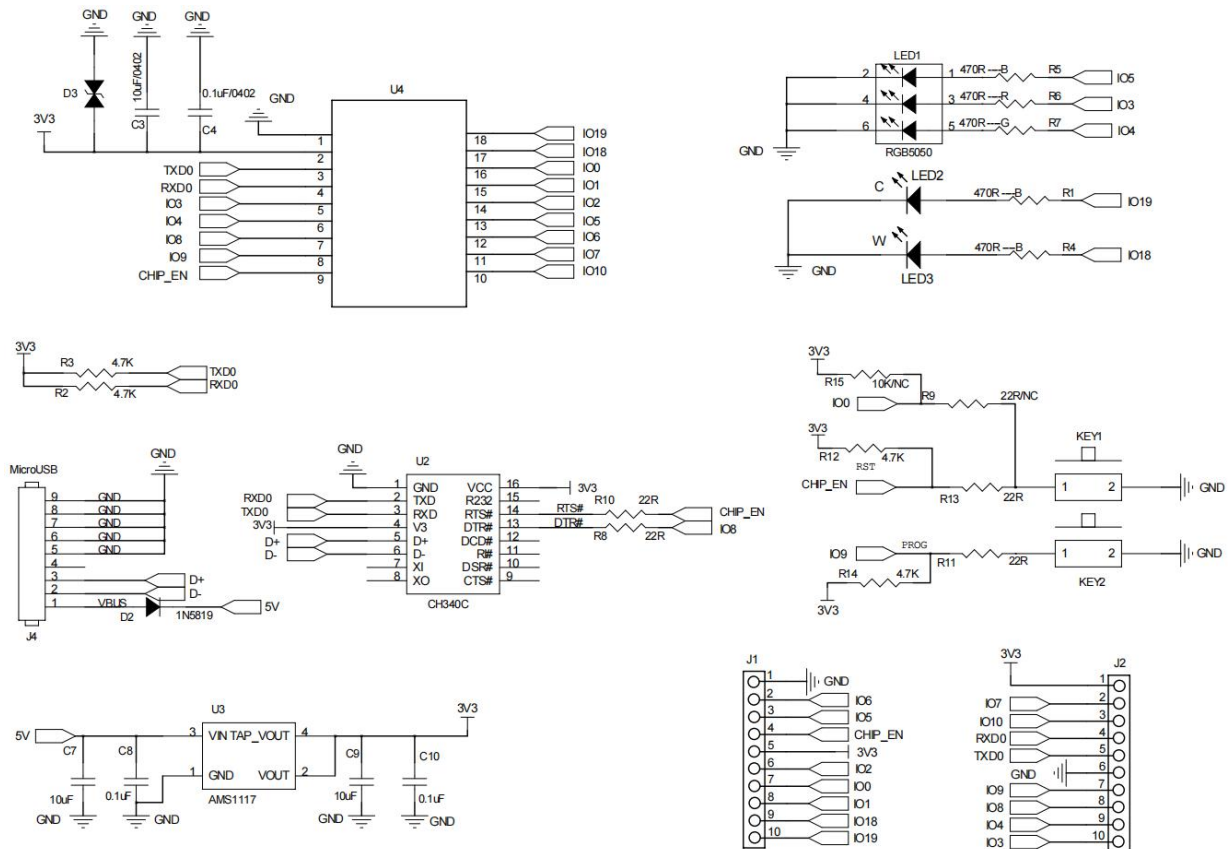 GND GND GND
D3
10uF/0402
C3
0.1uF/0402
C4
3V3
GND
U4
1
2
3
4
5
6
7
8
9
TXD0
RXD0
IO3
IO4
IO8
IO9
CHIP_EN
18 IO19
17 IO18
16 IO0
15 IO1
14 IO2
13 IO5
12 IO6
11 IO7
10 IO10
LED1
2 1 470R---B R5 IO5
4 3 470R---R R6 IO3
6 5 470R---G R7 IO4
RGB5050
GND
C LED2 470R---B R1 IO19
W LED3 470R---B R4 IO18
GND
3V3
R3 4.7K TXD0
R2 4.7K RXD0
MicroUSB
GND
9 GND
8 GND
7 GND
6 GND
5 GND
4
3 D+
2 D-
1 VBUS D2 1N5819 5V
J4
GND
U2
RXD0
TXD0
3V3
D+
D-
1 GND VCC 16 3V3
2 TXD R232 15
3 RXD RTS# 14 RTS# R10 22R CHIP_EN
4 V3 DTR# 13 DTR# R8 22R IO8
5 D+ DCD# 12
6 D- RI# 11
7 XI DSR# 10
8 XO CTS# 9
CH340C
3V3
R15 10K/NC
IO0 R9 22R/NC
3V3
R12 4.7K
RST
CHIP_EN R13 22R
KEY1
1 2 GND
IO9 PROG R11 22R
1 2 GND
KEY2
R14 4.7K
3V3
U3
5V C7 C8 3 VIN TAP_VOUT 4 C9 C10 3V3
1 GND VOUT 2
AMS1117
10uF 0.1uF 10uF 0.1uF
GND GND GND GND
J1
1 GND
2 IO6
3 IO5
4 CHIP_EN
5 3V3
6 IO2
7 IO0
8 IO1
9 IO18
10 IO19
3V3
J2
1
IO7 2
IO10 3
RXD0 4
TXD0 5
GND 6
IO9 7
IO8 8
IO4 9
IO3 10